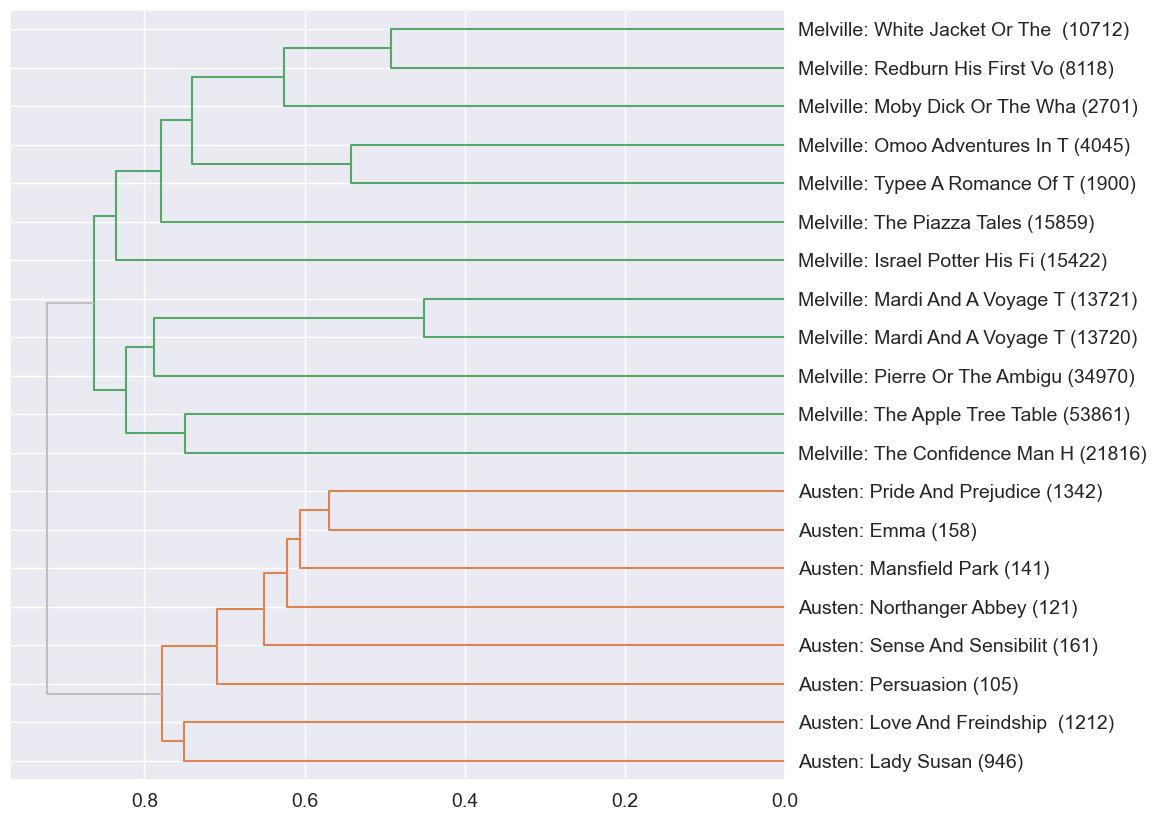 Melville: White Jacket Or The  (10712)
Melville: Redburn His First Vo (8118)
Melville: Moby Dick Or The Wha (2701)
Melville: Omoo Adventures In T (4045)
Melville: Typee A Romance Of T (1900)
Melville: The Piazza Tales (15859)
Melville: Israel Potter His Fi (15422)
Melville: Mardi And A Voyage T (13721)
Melville: Mardi And A Voyage T (13720)
Melville: Pierre Or The Ambigu (34970)
Melville: The Apple Tree Table (53861)
Melville: The Confidence Man H (21816)
Austen: Pride And Prejudice (1342)
Austen: Emma (158)
Austen: Mansfield Park (141)
Austen: Northanger Abbey (121)
Austen: Sense And Sensibilit (161)
Austen: Persuasion (105)
Austen: Love And Freindship  (1212)
Austen: Lady Susan (946)
0.8 0.6 0.4 0.2 0.0